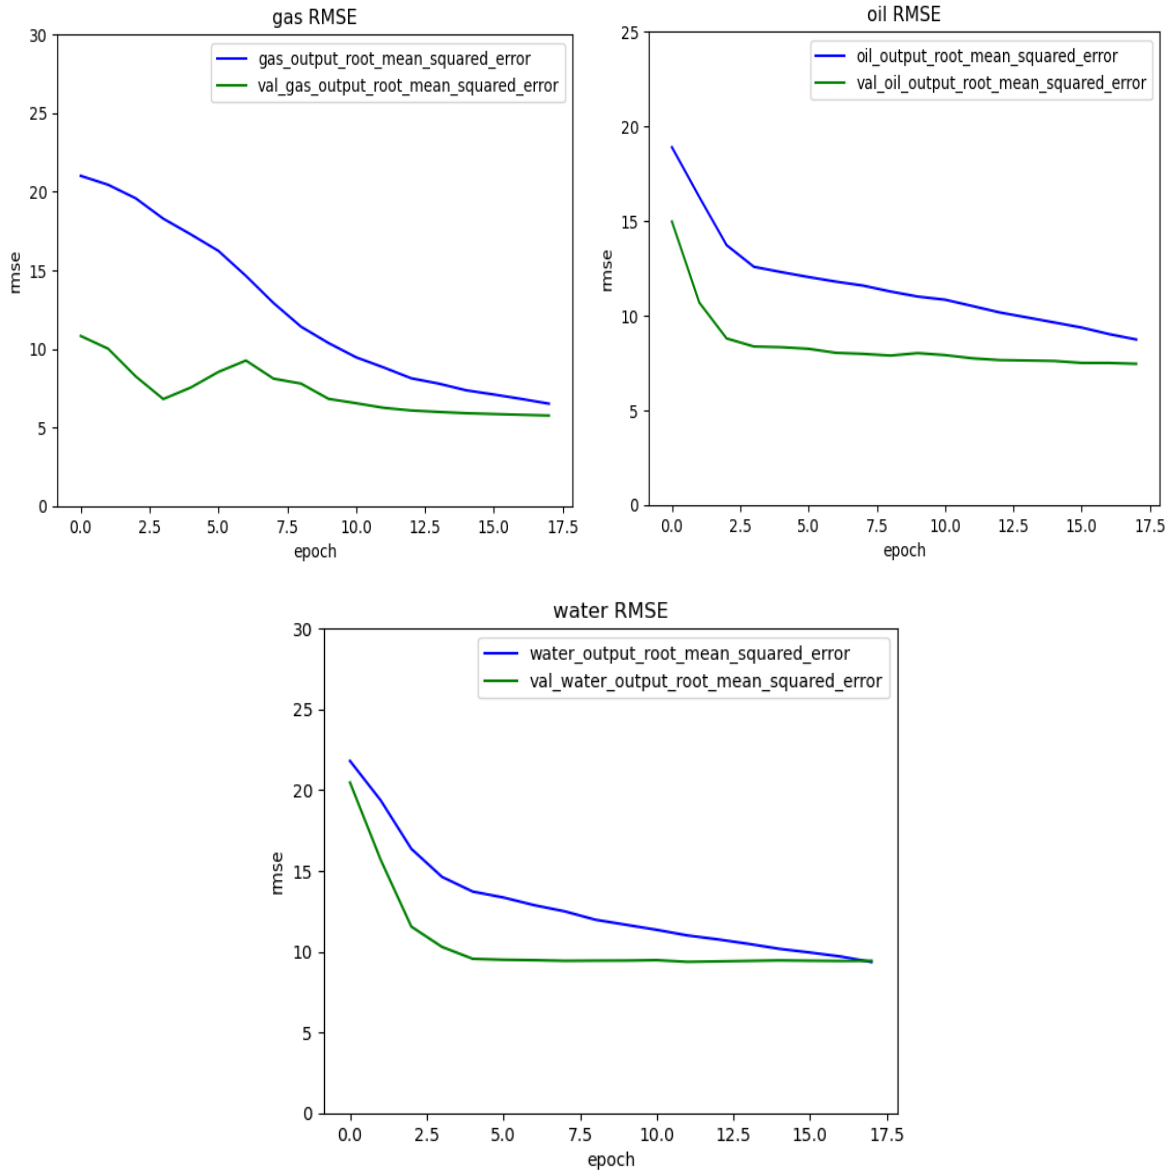 gas RMSE
30
25
20
15
10
5
0
rmse
gas_output_root_mean_squared_error
val_gas_output_root_mean_squared_error
0.0 2.5 5.0 7.5 10.0 12.5 15.0 17.5
epoch
oil RMSE
25
20
15
10
5
0
rmse
oil_output_root_mean_squared_error
val_oil_output_root_mean_squared_error
0.0 2.5 5.0 7.5 10.0 12.5 15.0 17.5
epoch
water RMSE
30
25
20
15
10
5
0
rmse
water_output_root_mean_squared_error
val_water_output_root_mean_squared_error
0.0 2.5 5.0 7.5 10.0 12.5 15.0 17.5
epoch